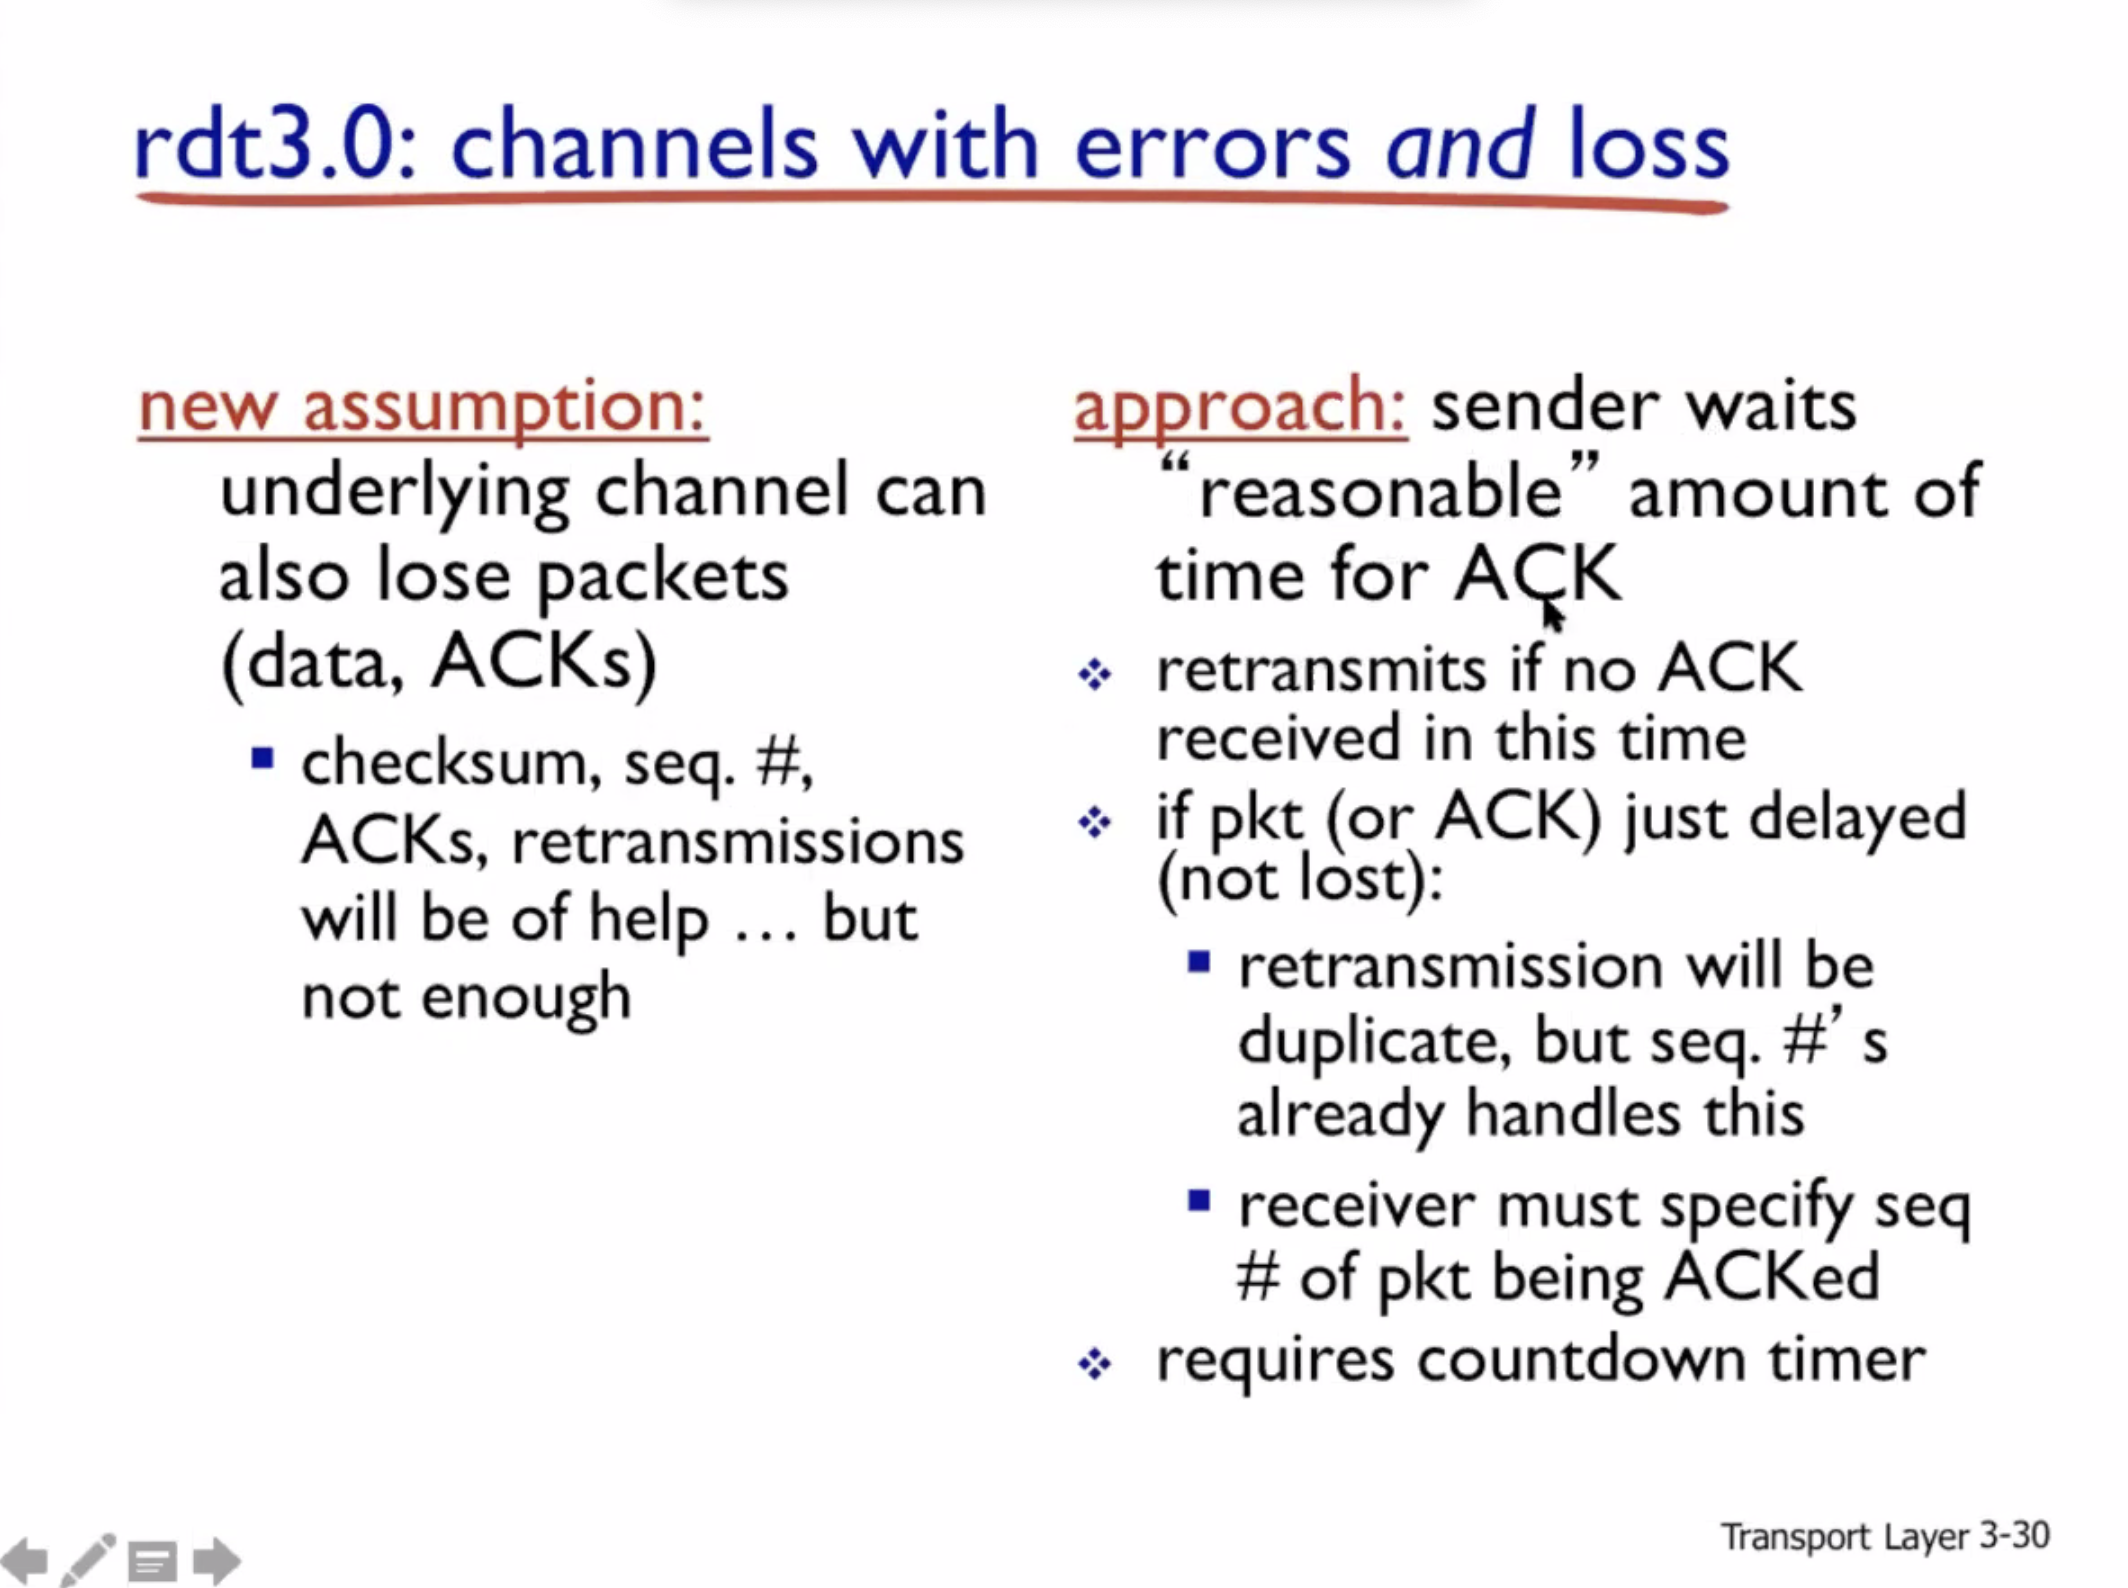 rdt3.0: channels with errors and loss
new assumption:
underlying channel can
also lose packets
(data, ACKs)
checksum, seq. #,
ACKs, retransmissions
will be of help … but
not enough
approach: sender waits
“reasonable” amount of
time for ACK
retransmits if no ACK
received in this time
if pkt (or ACK) just delayed
(not lost):
retransmission will be
duplicate, but seq. #’s
already handles this
receiver must specify seq
# of pkt being ACKed
requires countdown timer
Transport Layer 3-30